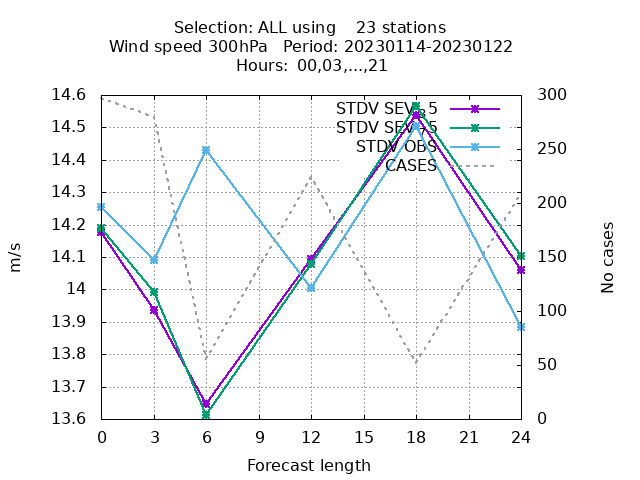 Selection: ALL using 23 stations
Wind speed 300hPa Period: 20230114-20230122
Hours: 00,03,...,21
14.6
14.5
14.4
14.3
14.2
14.1
14
13.9
13.8
13.7
13.6
300
250
200
150
100
50
0
STDV OBS
CASES
m/s
No cases
0 3 6 9 12 15 18 21 24
Forecast length